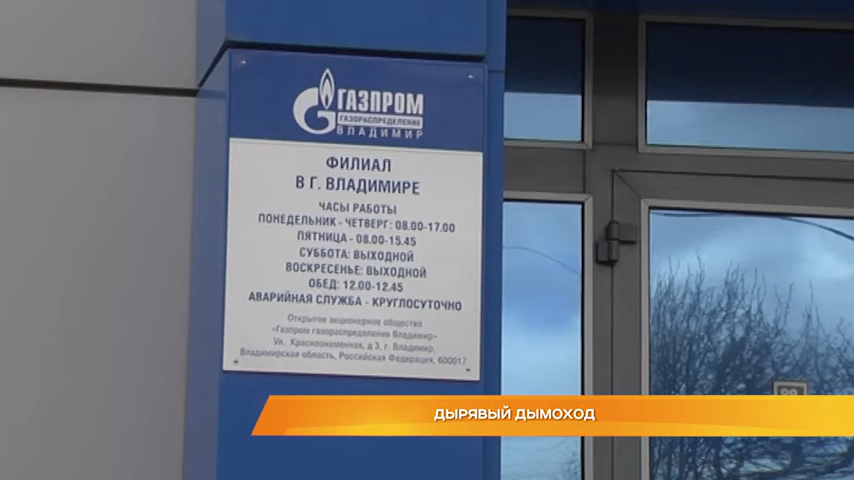 ГАЗПРОМ
ГАЗОРАСПРЕДЕЛЕНИЕ
ВЛАДИМИР
ФИЛИАЛ
В Г. ВЛАДИМИРЕ
ЧАСЫ РАБОТЫ
ПОНЕДЕЛЬНИК - ЧЕТВЕРГ: 08.00-17.00
ПЯТНИЦА - 08.00-15.45
СУББОТА: ВЫХОДНОЙ
ВОСКРЕСЕНЬЕ: ВЫХОДНОЙ
ОБЕД: 12.00-12.45
АВАРИЙНАЯ СЛУЖБА - КРУГЛОСУТОЧНО
Открытое акционерное общество
«Газпром газораспределение Владимир»
Ул. Краснознаменная, д 3, г. Владимир,
Владимирская область, Российская Федерация, 600017
ДЫРЯВЫЙ ДЫМОХОД